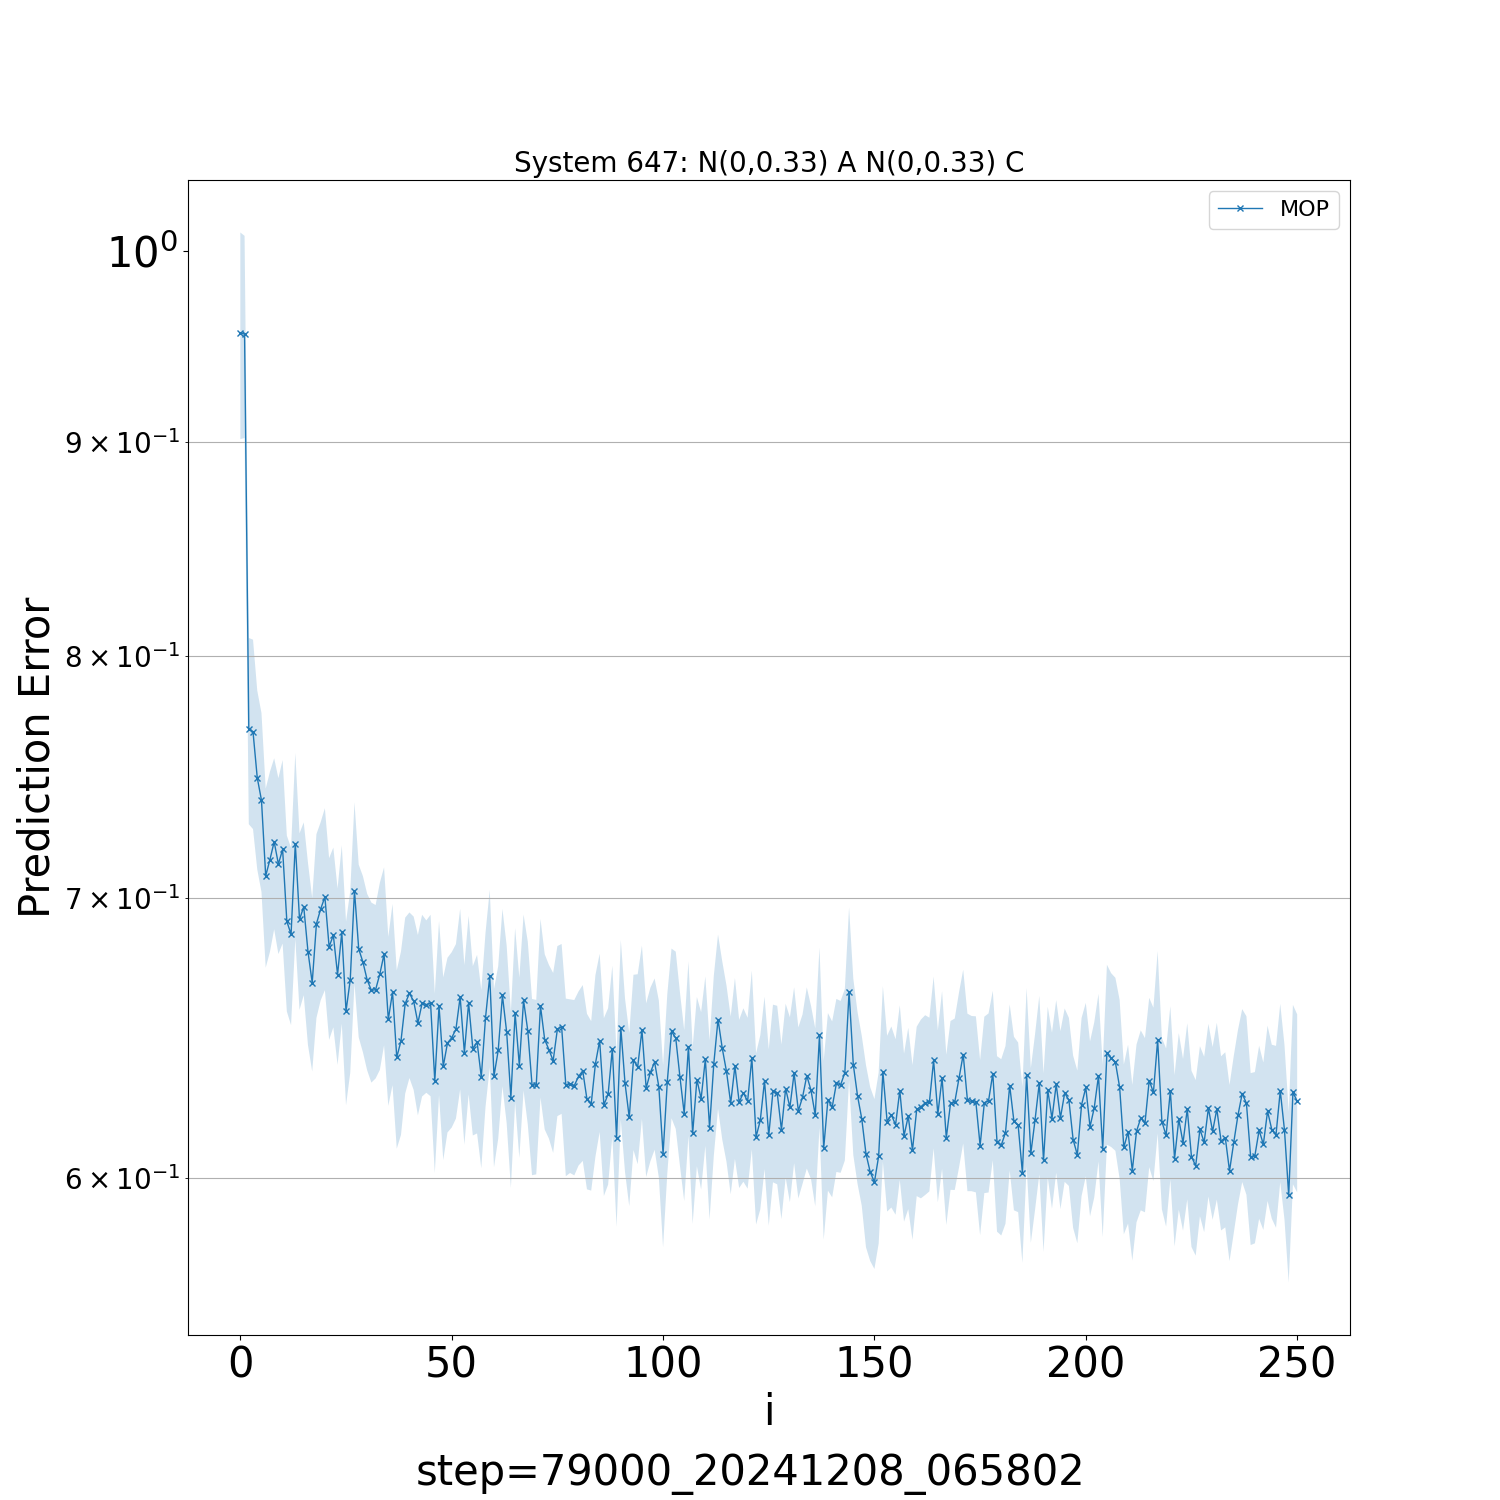 System 647: N(0,0.33) A N(0,0.33) C
MOP
10⁰
9 × 10⁻¹
8 × 10⁻¹
7 × 10⁻¹
6 × 10⁻¹
Prediction Error
0 50 100 150 200 250
i
step=79000_20241208_065802